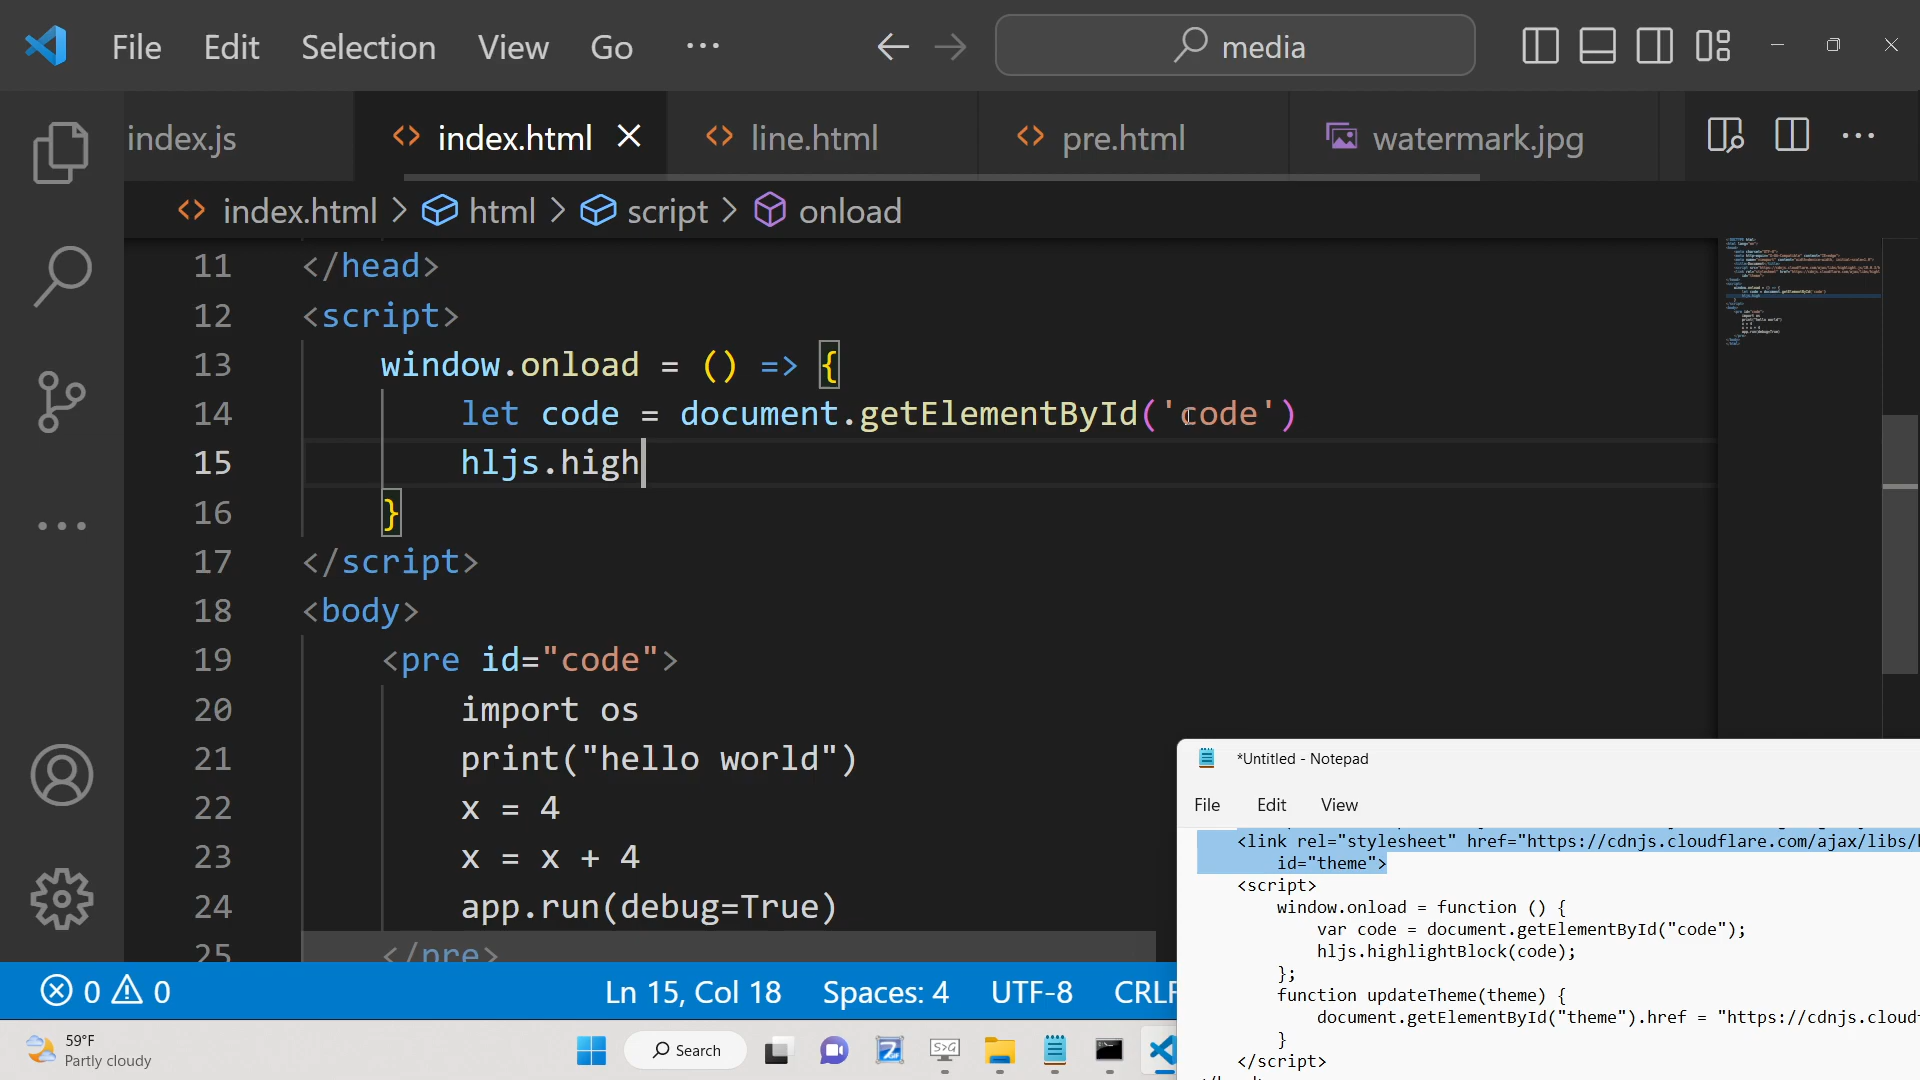 File Edit Selection View Go ... media
index.js index.html line.html pre.html watermark.jpg
index.html > html > script > onload
11 </head>
12 <script>
13 window.onload = () => {
14 let code = document.getElementById('code')
15 hljs.high
16 }
17 </script>
18 <body>
19 <pre id="code">
20 import os
21 print("hello world")
22 x = 4
23 x = x + 4
24 app.run(debug=True)
25 </pre>
0 0 Ln 15, Col 18 Spaces: 4 UTF-8 CRLF
*Untitled - Notepad
File Edit View
<link rel="stylesheet" href="https://cdnjs.cloudflare.com/ajax/libs/
id="theme">
<script>
window.onload = function () {
var code = document.getElementById("code");
hljs.highlightBlock(code);
};
function updateTheme(theme) {
document.getElementById("theme").href = "https://cdnjs.cloud
}
</script>
59°F
Partly cloudy
Search